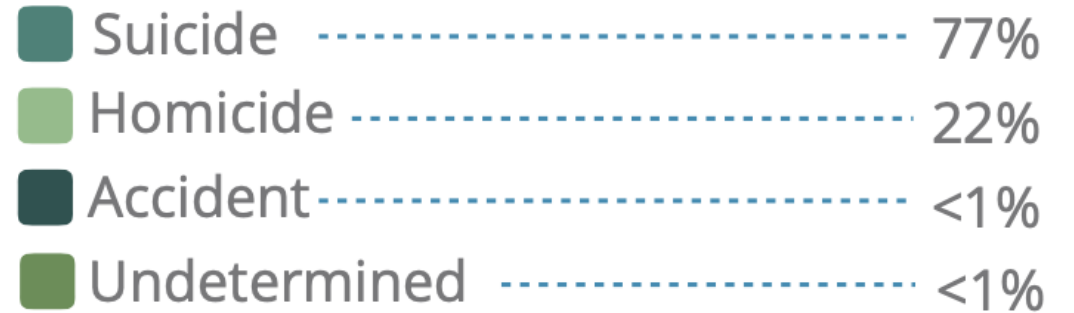 Suicide 77%
Homicide 22%
Accident <1%
Undetermined <1%